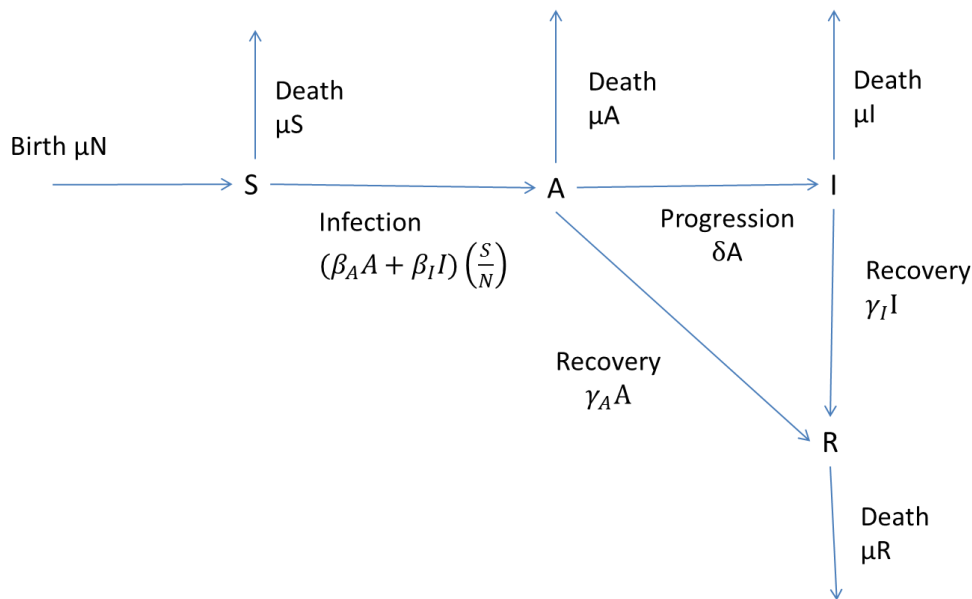 Death
μS
Death
μA
Death
μI
Birth μN
S
A
I
Infection
(β_A A + β_I I) (S/N)
Progression
δA
Recovery
γ_I I
Recovery
γ_A A
R
Death
μR